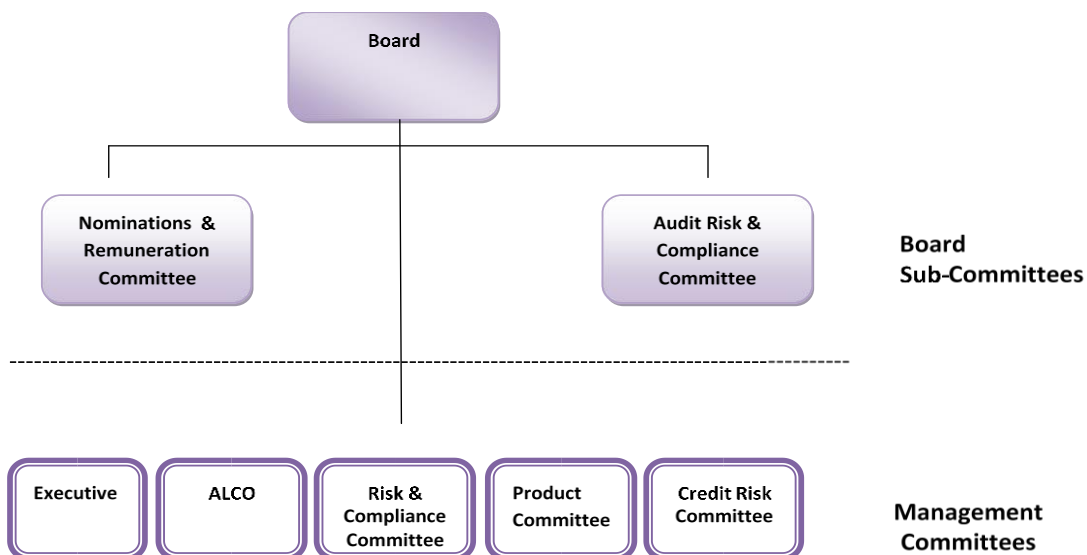 Board
Nominations &
Remuneration
Committee
Audit Risk &
Compliance
Committee
Board
Sub-Committees
Executive
ALCO
Risk &
Compliance
Committee
Product
Committee
Credit Risk
Committee
Management
Committees